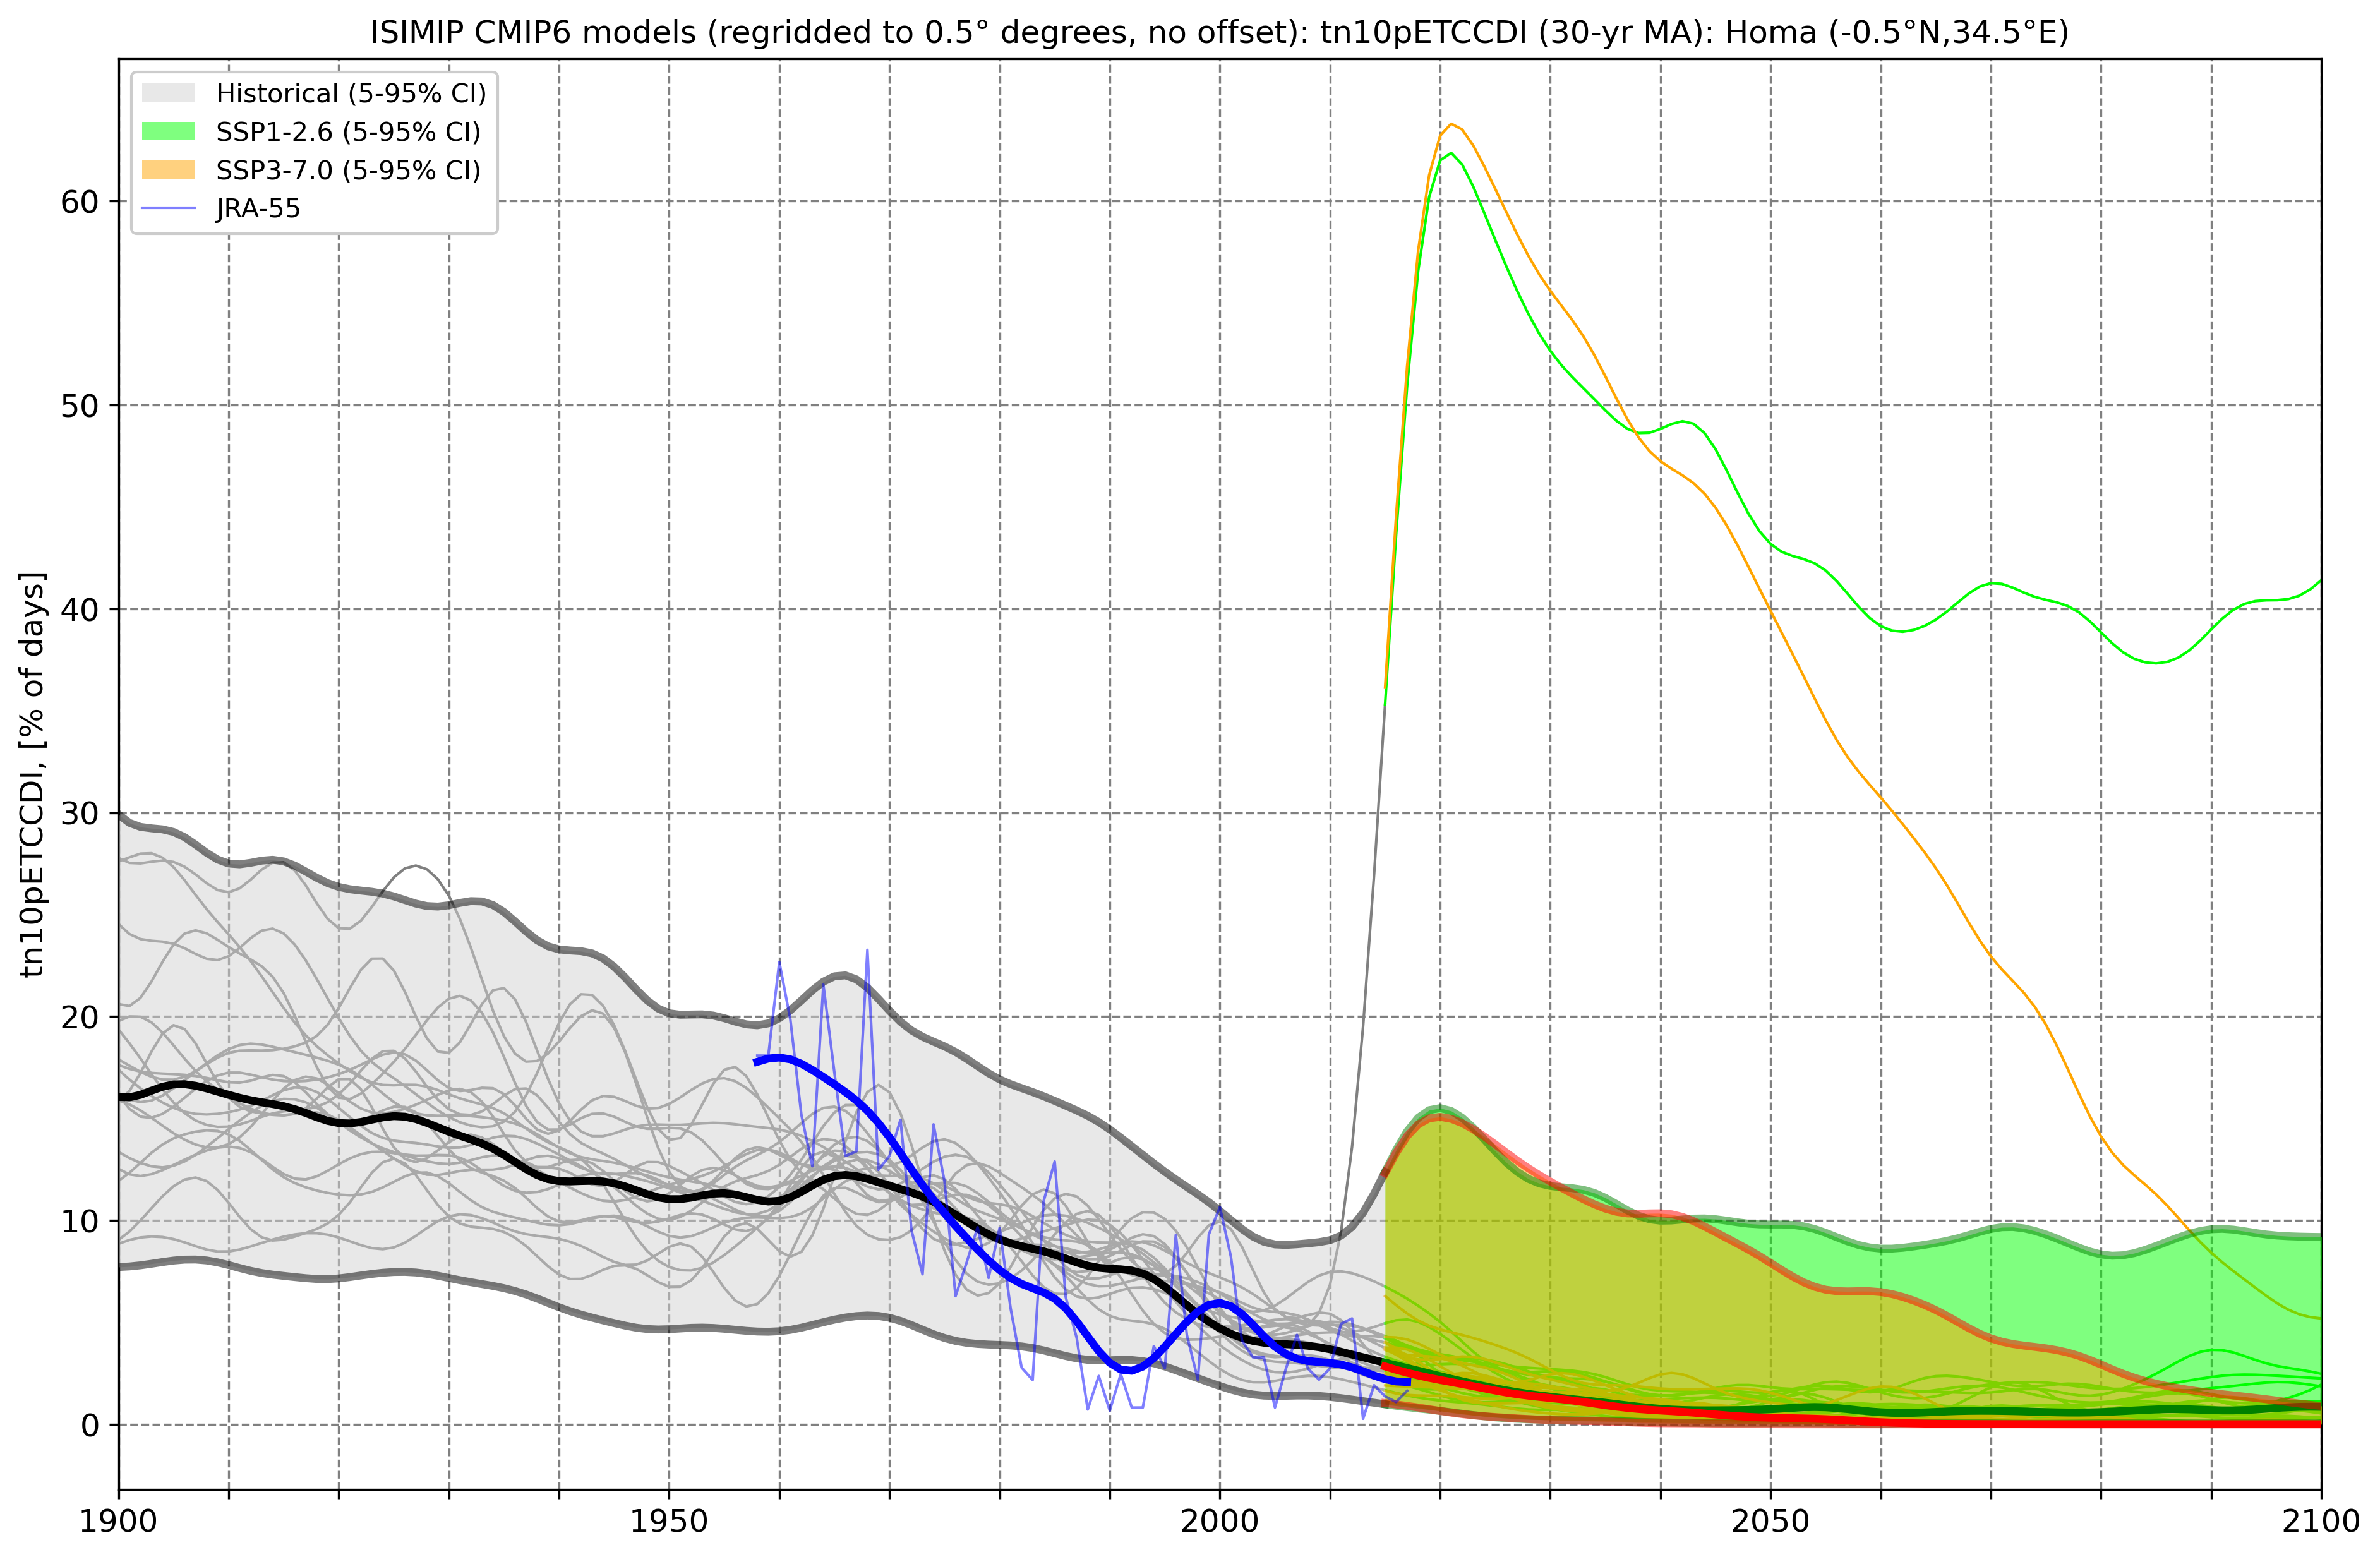 ISIMIP CMIP6 models (regridded to 0.5° degrees, no offset): tn10pETCCDI (30-yr MA): Homa (-0.5°N,34.5°E)
Historical (5-95% CI)
SSP1-2.6 (5-95% CI)
SSP3-7.0 (5-95% CI)
JRA-55
tn10pETCCDI, [% of days]
60
50
40
30
20
10
0
1900
1950
2000
2050
2100